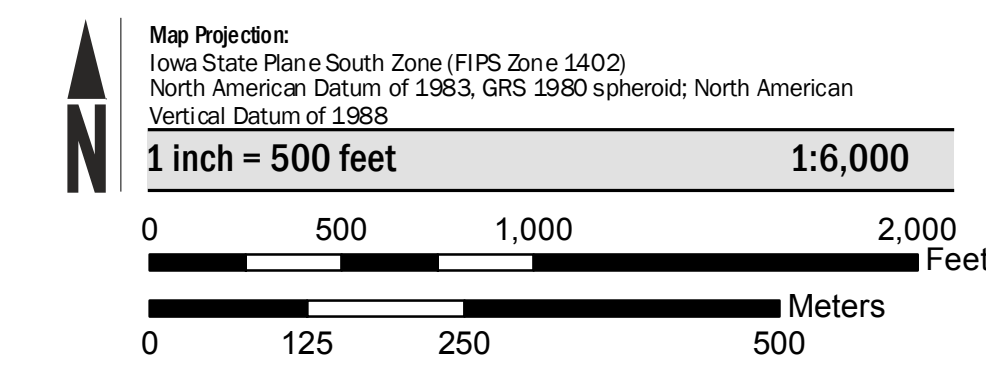 N
Map Projection:
Iowa State Plane South Zone (FIPS Zone 1402)
North American Datum of 1983, GRS 1980 spheroid; North American
Vertical Datum of 1988
1 inch = 500 feet 1:6,000
0 500 1,000 2,000
Feet
Meters
0 125 250 500